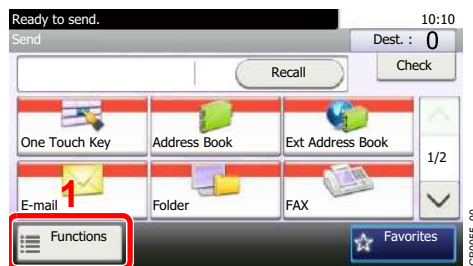 Ready to send.
10:10
Send
Dest. : 0
Recall
Check
One Touch Key
Address Book
Ext Address Book
1/2
1
E-mail
Folder
FAX
Functions
Favorites